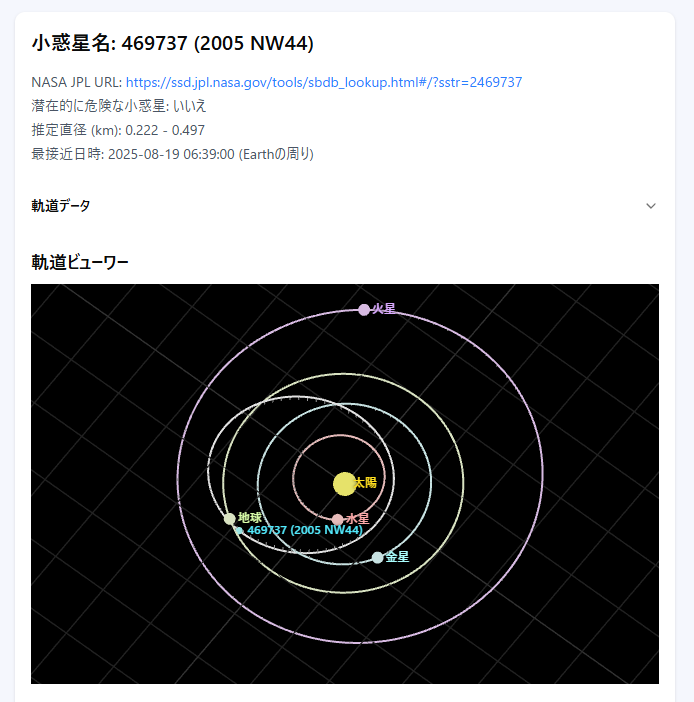 小惑星名: 469737 (2005 NW44)
NASA JPL URL: https://ssd.jpl.nasa.gov/tools/sbdb_lookup.html#/?sstr=2469737
潜在的に危険な小惑星: いいえ
推定直径 (km): 0.222 - 0.497
最接近日時: 2025-08-19 06:39:00 (Earthの周り)
軌道データ
軌道ビューワー
火星
太陽
地球
水星
469737 (2005 NW44)
金星